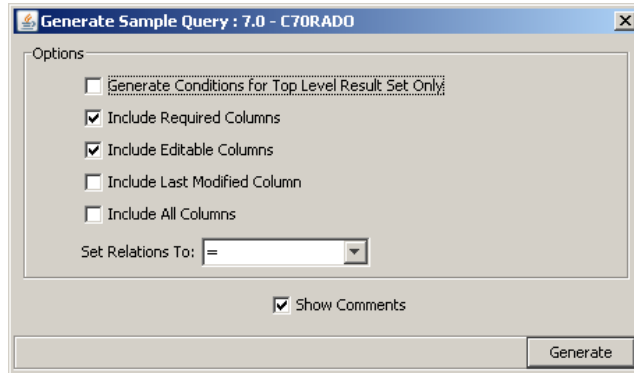 Generate Sample Query : 7.0 - C70RADO
Options
Generate Conditions for Top Level Result Set Only
Include Required Columns
Include Editable Columns
Include Last Modified Column
Include All Columns
Set Relations To: =
Show Comments
Generate